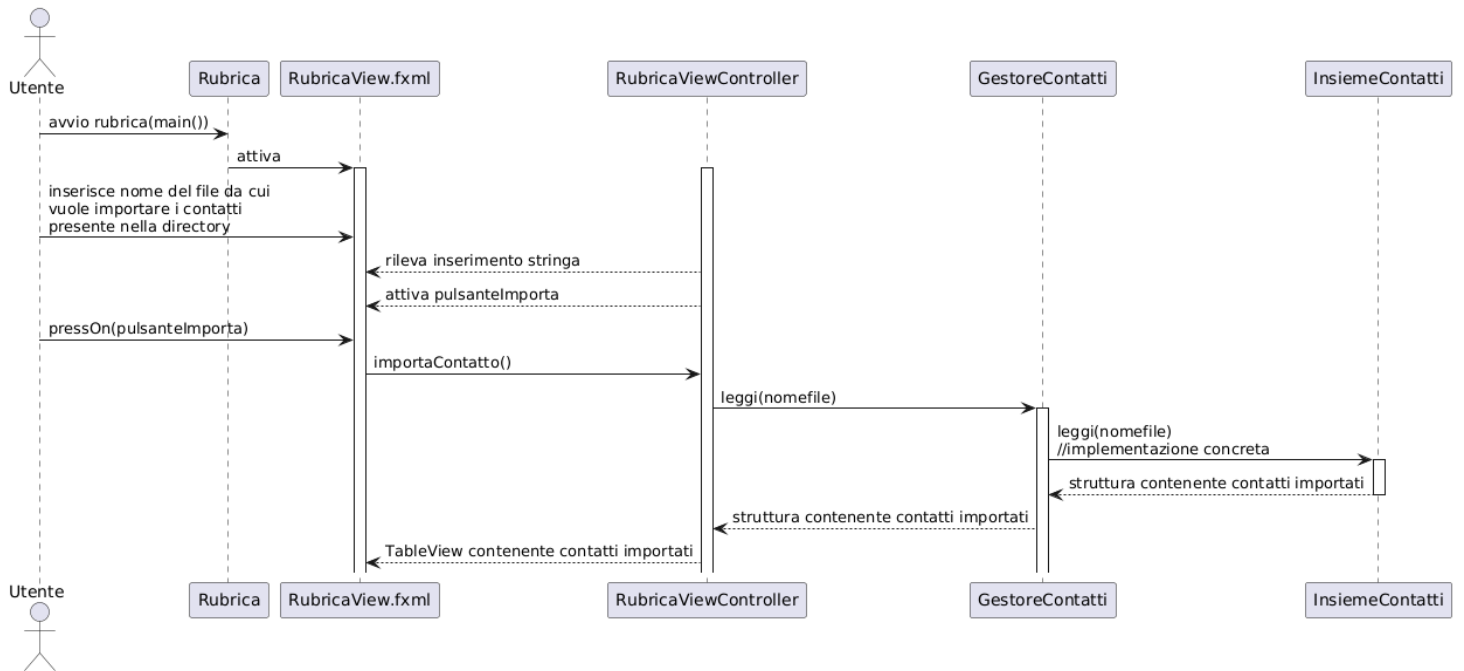 Utente
Rubrica
RubricaView.fxml
RubricaViewController
GestoreContatti
InsiemeContatti
avvio rubrica(main())
attiva
inserisce nome del file da cui
vuole importare i contatti
presente nella directory
rileva inserimento stringa
attiva pulsanteImporta
pressOn(pulsanteImporta)
importaContatto()
leggi(nomefile)
leggi(nomefile)
//implementazione concreta
struttura contenente contatti importati
struttura contenente contatti importati
TableView contenente contatti importati
Utente
Rubrica
RubricaView.fxml
RubricaViewController
GestoreContatti
InsiemeContatti